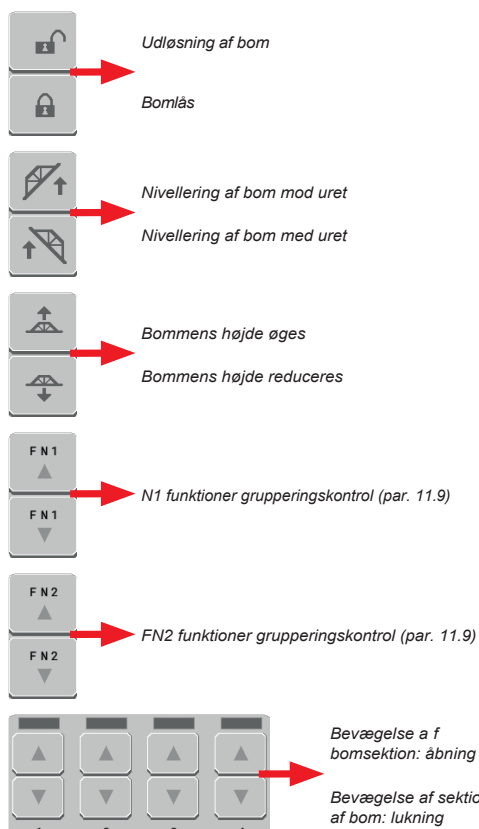 Udløsning af bom
Bomlås
Nivellering af bom mod uret
Nivellering af bom med uret
Bommens højde øges
Bommens højde reduceres
FN1
FN1
N1 funktioner grupperingskontrol (par. 11.9)
FN2
FN2
FN2 funktioner grupperingskontrol (par. 11.9)
Bevægelse a f
bomsektion: åbning
Bevægelse af sektio
af bom: lukning